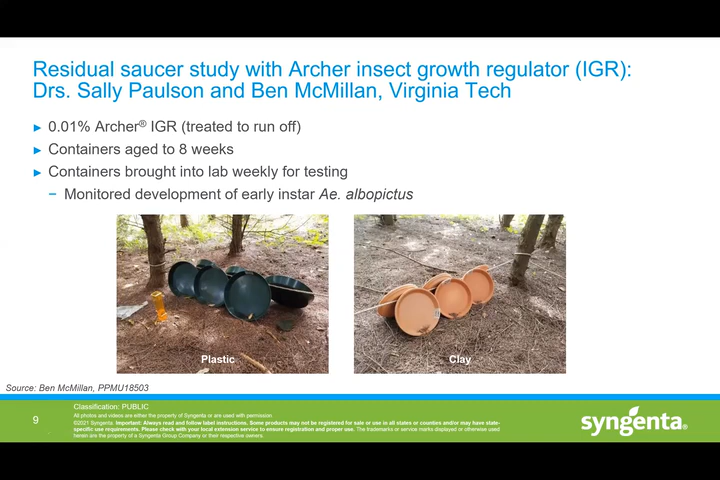 Residual saucer study with Archer insect growth regulator (IGR):
Drs. Sally Paulson and Ben McMillan, Virginia Tech
► 0.01% Archer® IGR (treated to run off)
► Containers aged to 8 weeks
► Containers brought into lab weekly for testing
− Monitored development of early instar Ae. albopictus
Plastic
Clay
Source: Ben McMillan, PPMU18503
9
Classification: PUBLIC
All photos and videos are either the property of Syngenta or are used with permission.
©2021 Syngenta. Important: Always read and follow label instructions. Some products may not be registered for sale or use in all states or counties and/or may have state-
specific use requirements. Please check with your local extension service to ensure registration and proper use. The trademarks or service marks displayed or otherwise used
herein are the property of a Syngenta Group Company or their respective owners.
syngenta®